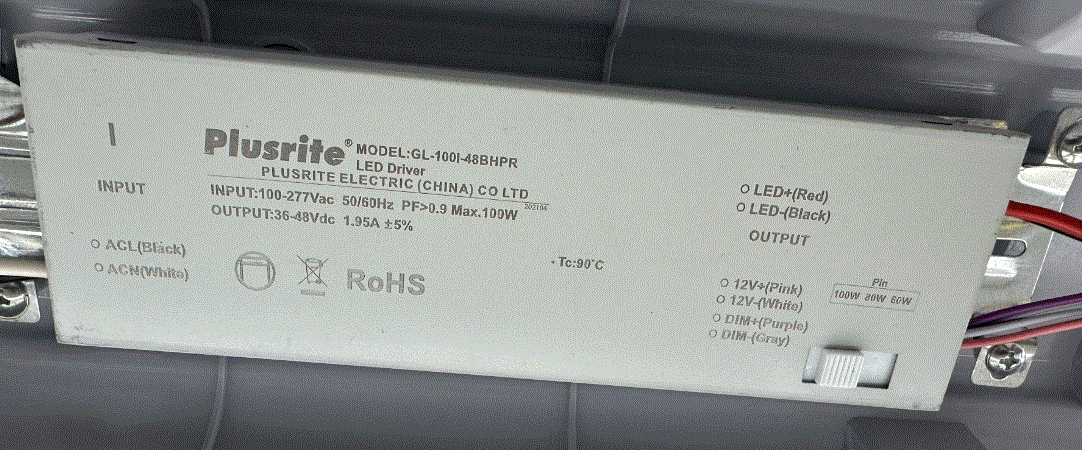 I
INPUT
ACL(Black)
ACN(White)
Plusrite® MODEL:GL-100I-48BHPR
LED Driver
PLUSRITE ELECTRIC (CHINA) CO LTD
INPUT:100-277Vac 50/60Hz PF>0.9 Max.100W 202104
OUTPUT:36-48Vdc 1.95A ±5%
RoHS
· Tc:90°C
LED+(Red)
LED-(Black)
OUTPUT
12V+(Pink)
12V-(White)
DIM+(Purple)
DIM-(Gray)
Pin
100W 80W 60W